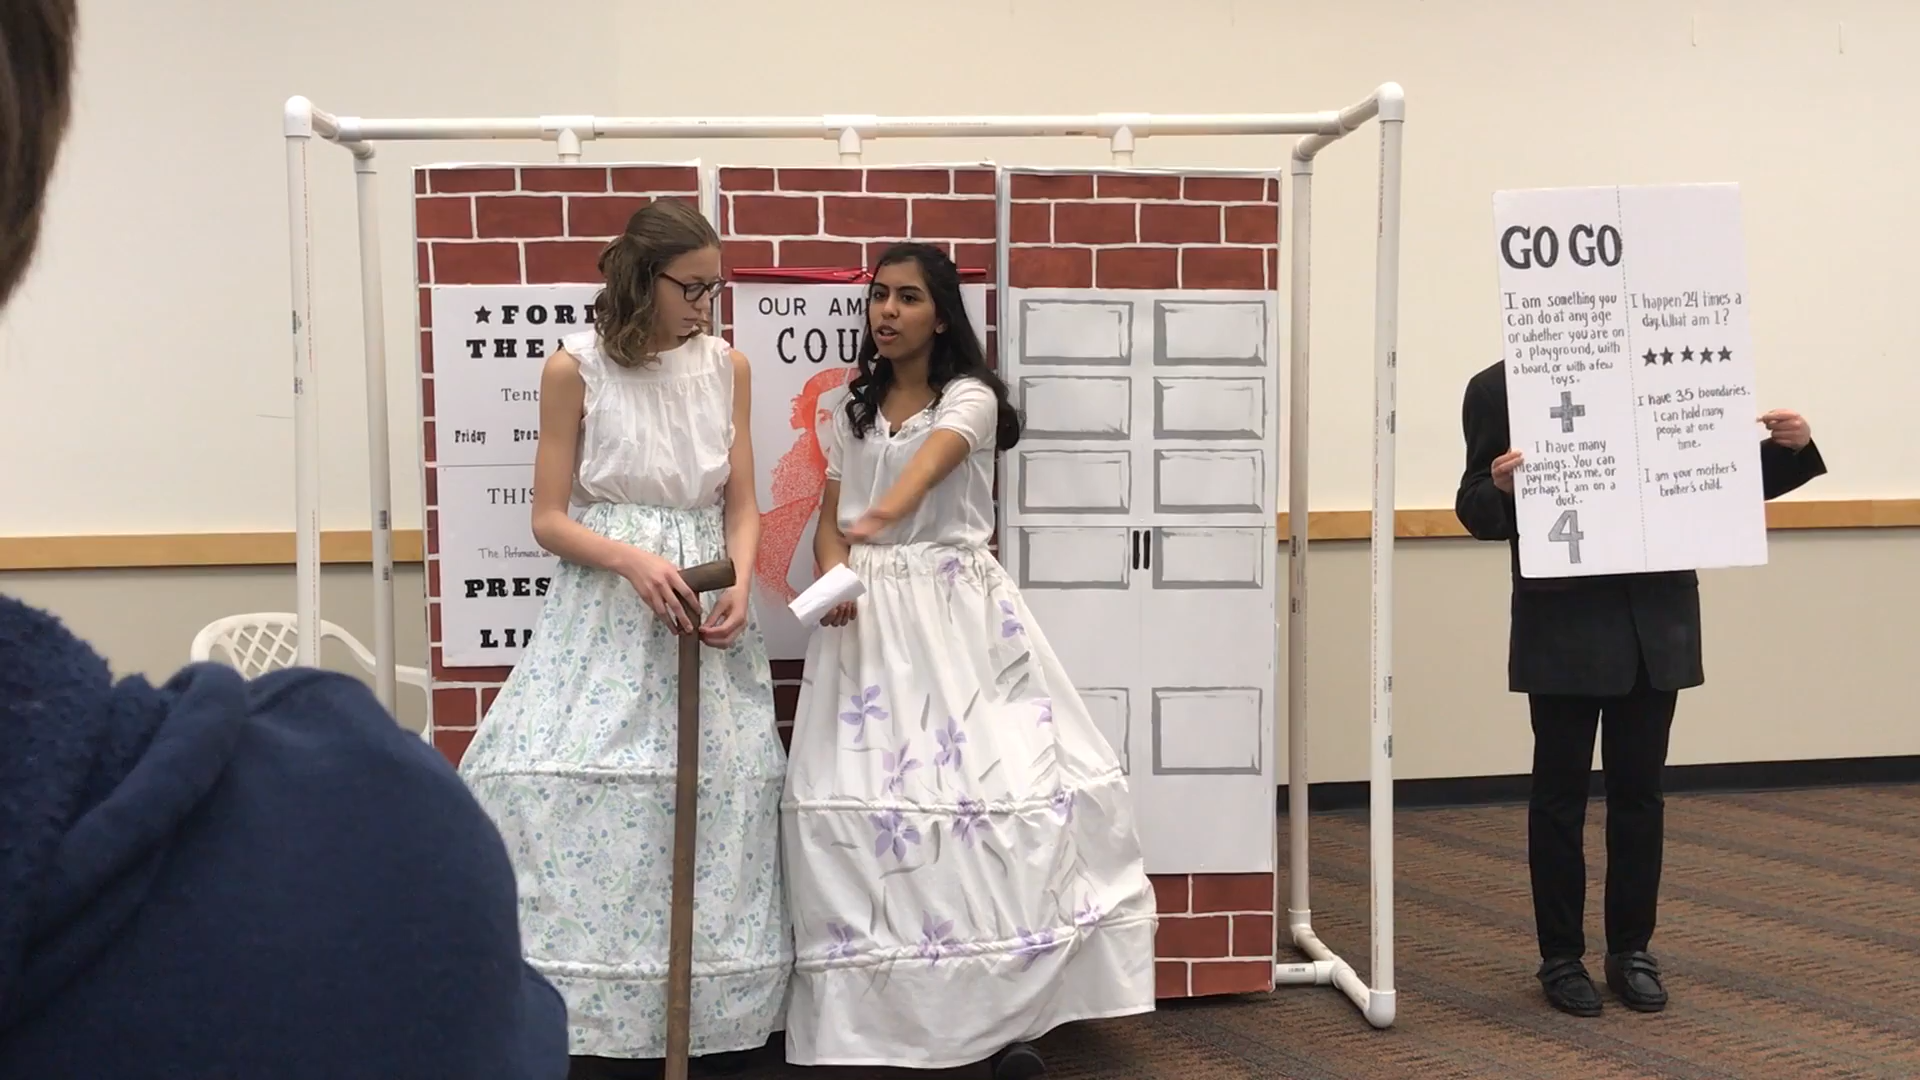 ★FOR
THEA
Tent
Friday Even
THIS
The Performance
PRES
LI
OUR AM
COU
GO GO
I am something you
can do at any age
or whether you are on
a playground, with
a board, or with a few
toys.
+
I have many
meanings. You can
pay me, pass me, or
perhaps I am on a
duck.
4
I happen 24 times a
day. What am I?
★★★★★
I have 35 boundaries.
I can hold many
people at one
time.
I am your mother's
brother's child.